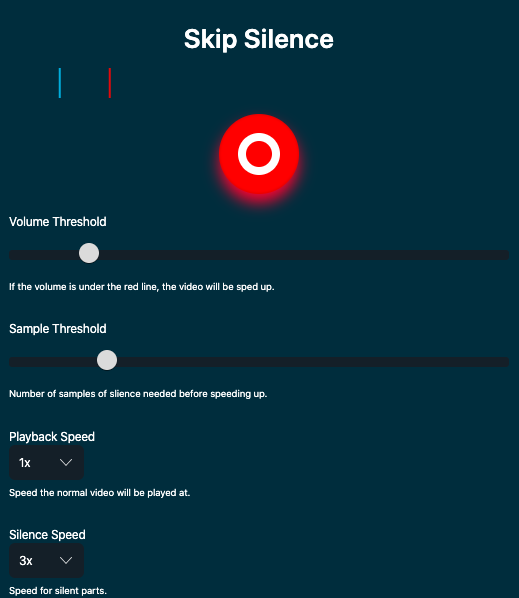 Skip Silence
Volume Threshold
If the volume is under the red line, the video will be sped up.
Sample Threshold
Number of samples of slience needed before speeding up.
Playback Speed
1x
Speed the normal video will be played at.
Silence Speed
3x
Speed for silent parts.